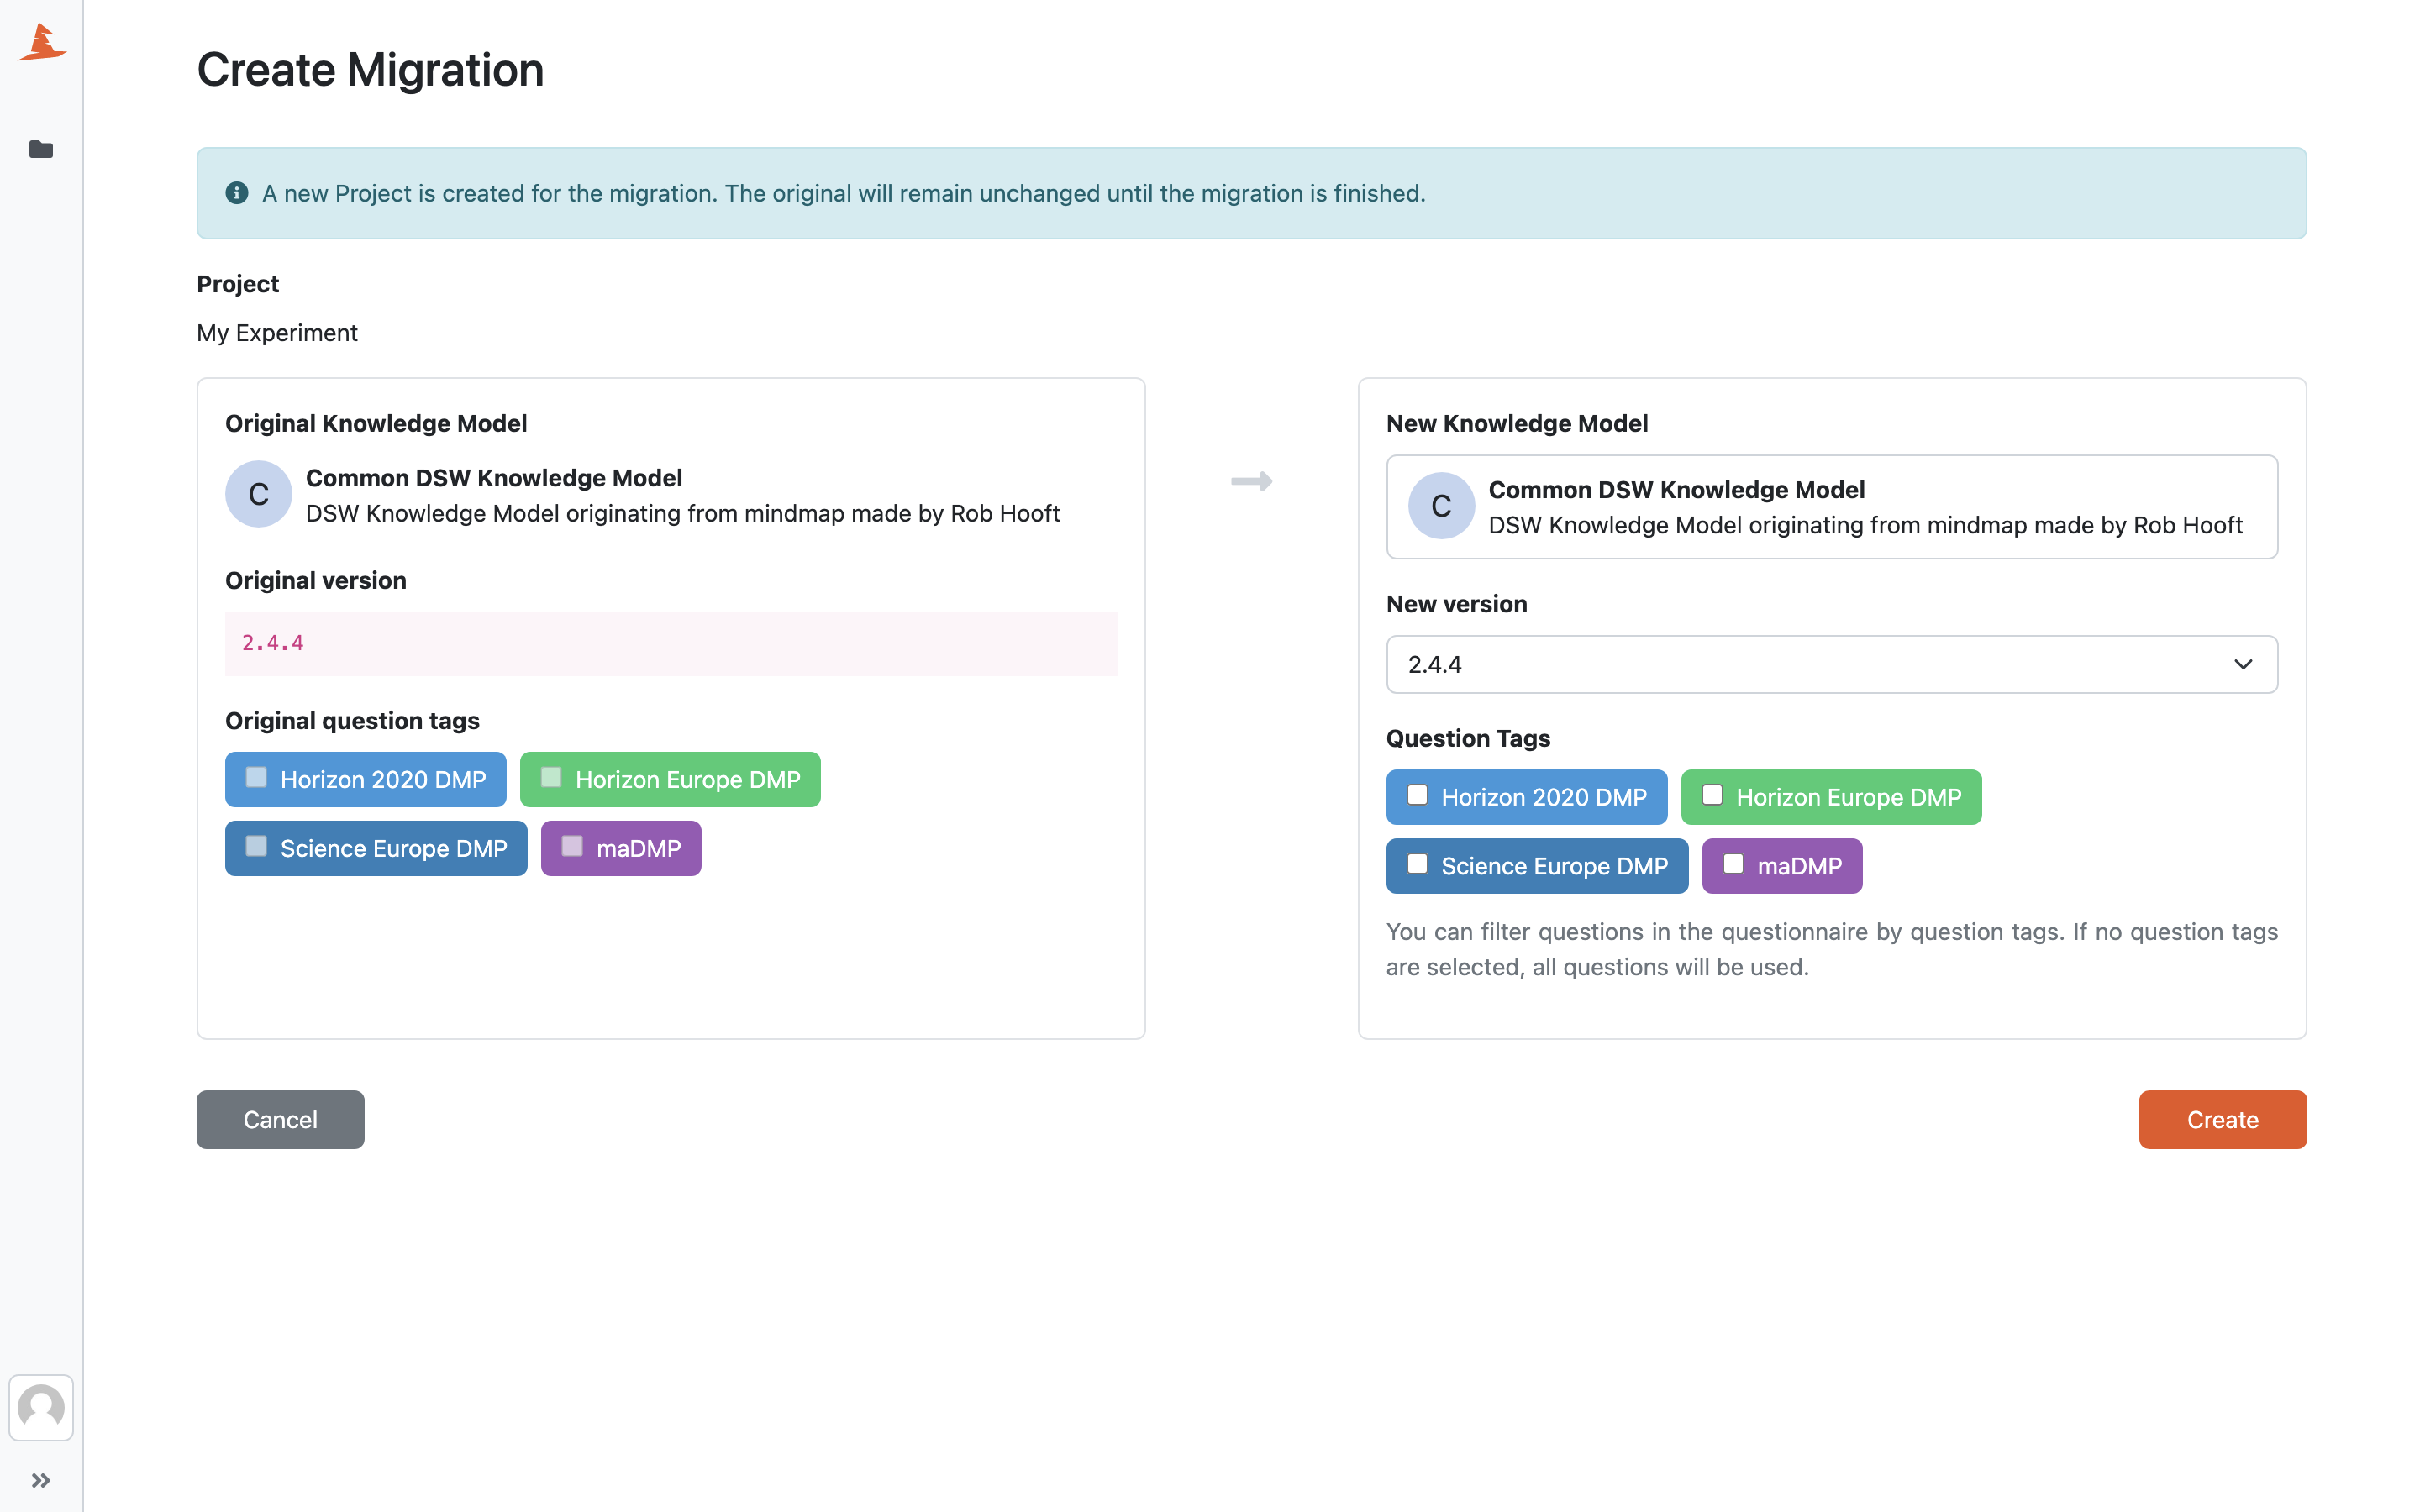 Create Migration
A new Project is created for the migration. The original will remain unchanged until the migration is finished.
Project
My Experiment
Original Knowledge Model
C
Common DSW Knowledge Model
DSW Knowledge Model originating from mindmap made by Rob Hooft
Original version
2.4.4
Original question tags
Horizon 2020 DMP
Horizon Europe DMP
Science Europe DMP
maDMP
New Knowledge Model
C
Common DSW Knowledge Model
DSW Knowledge Model originating from mindmap made by Rob Hooft
New version
2.4.4
Question Tags
Horizon 2020 DMP
Horizon Europe DMP
Science Europe DMP
maDMP
You can filter questions in the questionnaire by question tags. If no question tags
are selected, all questions will be used.
Cancel
Create